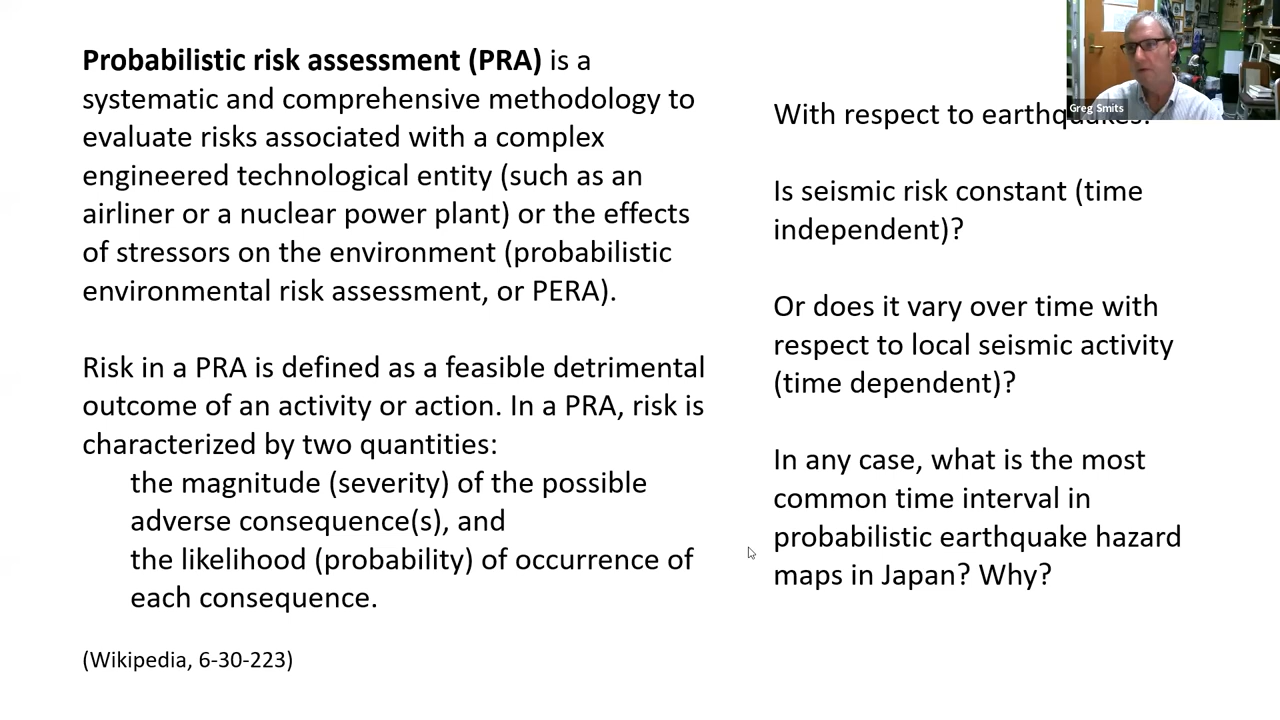 Probabilistic risk assessment (PRA) is a
systematic and comprehensive methodology to
evaluate risks associated with a complex
engineered technological entity (such as an
airliner or a nuclear power plant) or the effects
of stressors on the environment (probabilistic
environmental risk assessment, or PERA).
Risk in a PRA is defined as a feasible detrimental
outcome of an activity or action. In a PRA, risk is
characterized by two quantities:
the magnitude (severity) of the possible
adverse consequence(s), and
the likelihood (probability) of occurrence of
each consequence.
(Wikipedia, 6-30-223)
Greg Smits
With respect to earthquakes:
Is seismic risk constant (time
independent)?
Or does it vary over time with
respect to local seismic activity
(time dependent)?
In any case, what is the most
common time interval in
probabilistic earthquake hazard
maps in Japan? Why?